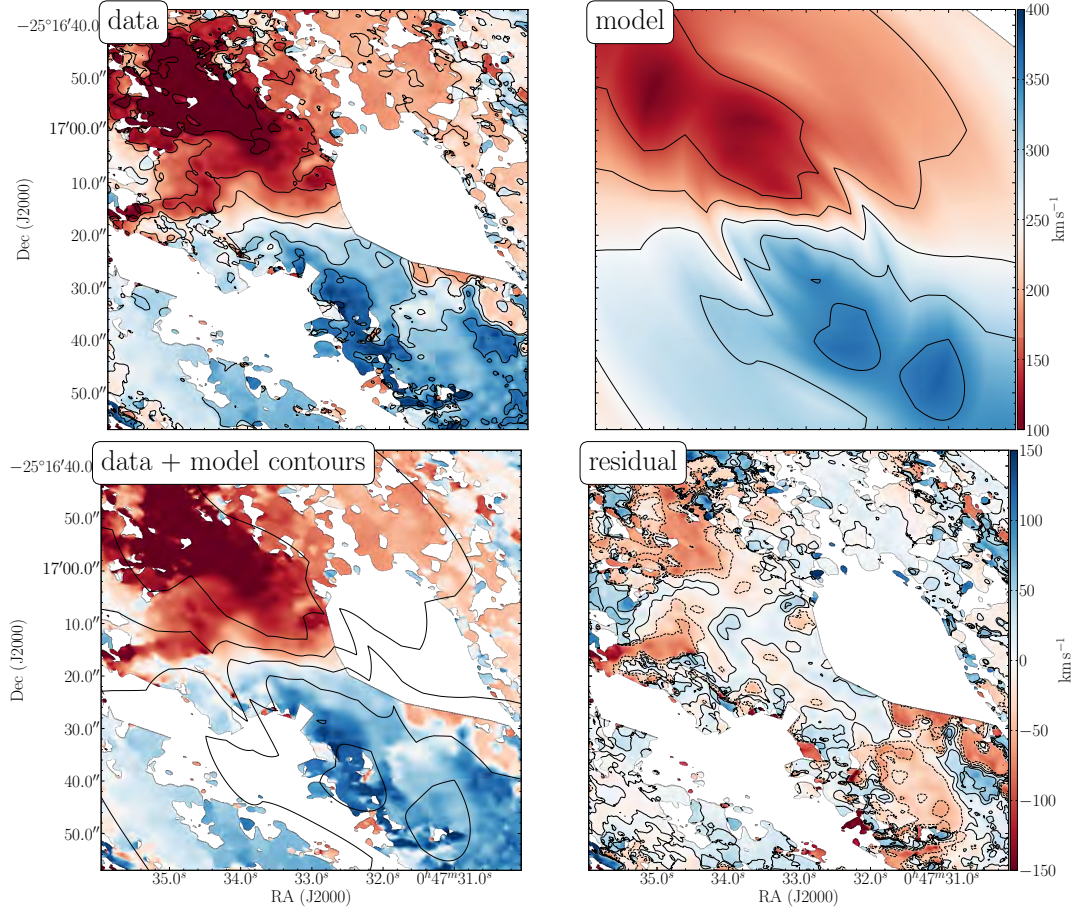 data
model
−25°16′40.0″
50.0″
17′00.0″
10.0″
20.0″
30.0″
40.0″
50.0″
Dec (J2000)
400
350
300
250
200
150
100
km s⁻¹
data + model contours
residual
−25°16′40.0″
50.0″
17′00.0″
10.0″
20.0″
30.0″
40.0″
50.0″
Dec (J2000)
35.0ˢ 34.0ˢ 33.0ˢ 32.0ˢ 0ʰ47ᵐ31.0ˢ
RA (J2000)
35.0ˢ 34.0ˢ 33.0ˢ 32.0ˢ 0ʰ47ᵐ31.0ˢ
RA (J2000)
150
100
50
0
−50
−100
−150
km s⁻¹